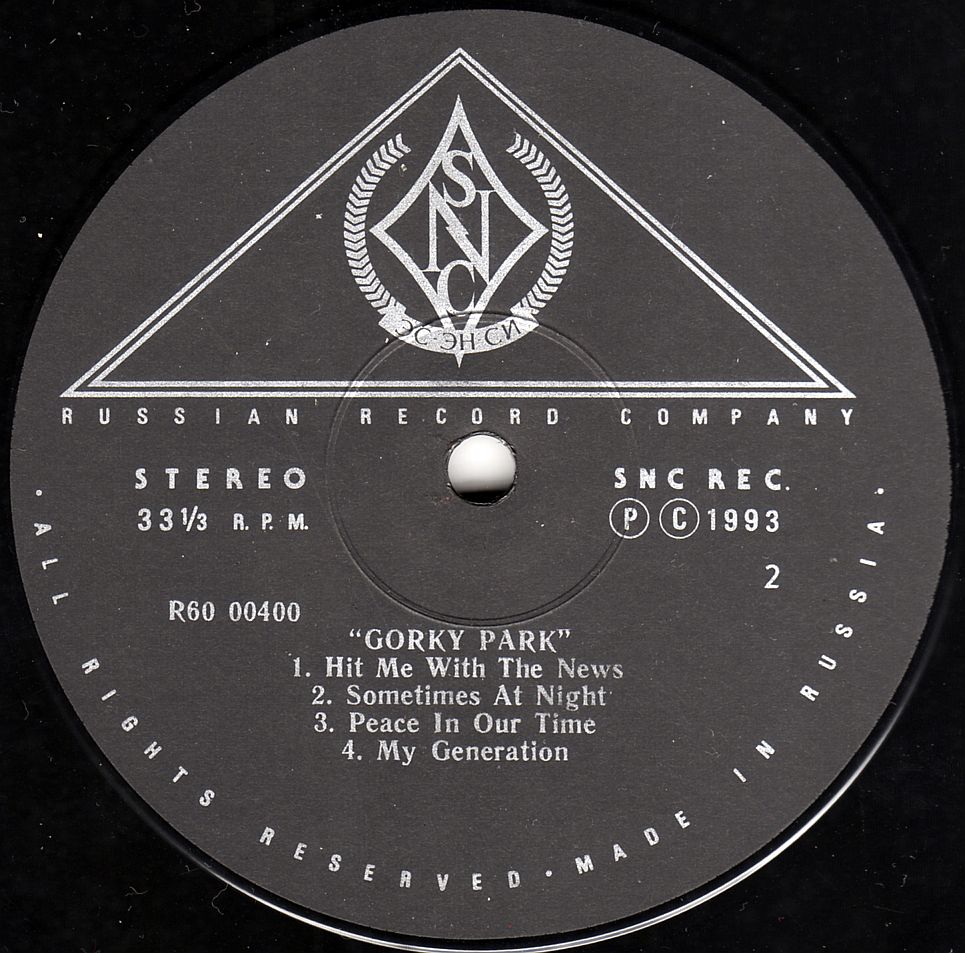 SNC
ЭС·ЭН·СИ
RUSSIAN RECORD COMPANY
STEREO
33⅓ R. P. M.
SNC REC.
Ⓟ Ⓒ 1993
2
R60 00400
“GORKY PARK”
1. Hit Me With The News
2. Sometimes At Night
3. Peace In Our Time
4. My Generation
· ALL RIGHTS RESERVED · MADE IN RUSSIA ·